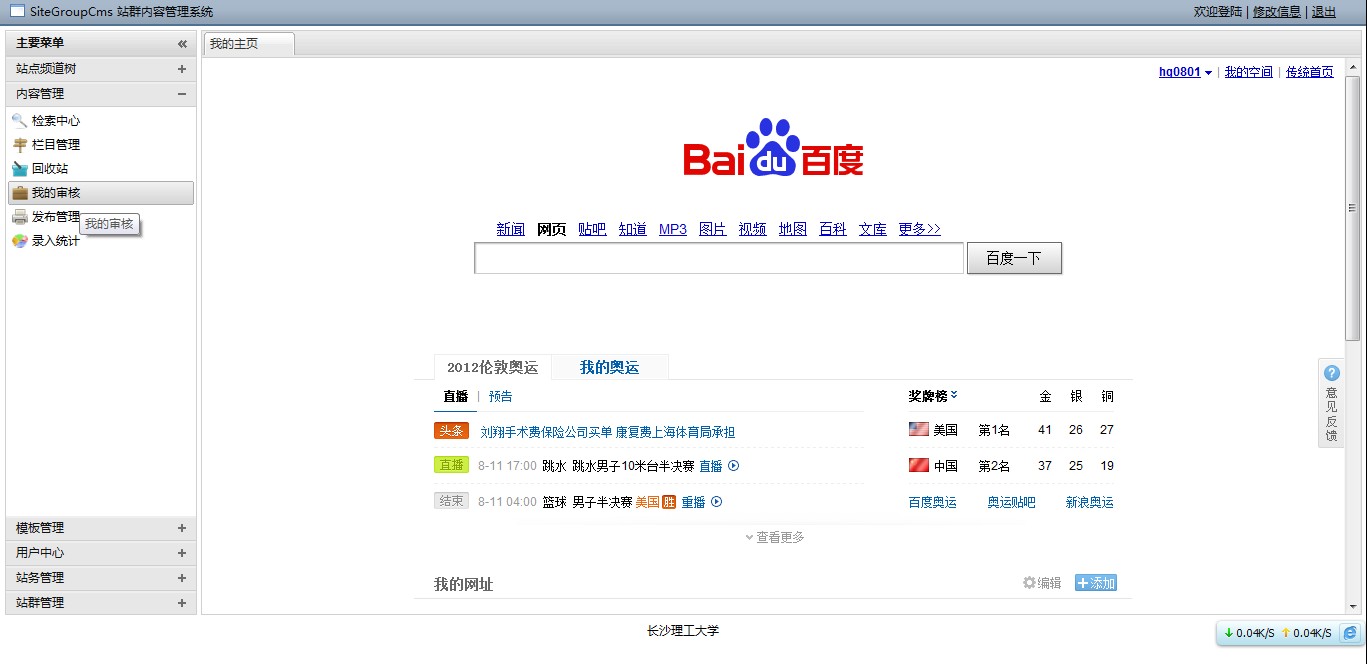 SiteGroupCms 站群内容管理系统
欢迎登陆 | 修改信息 | 退出
主要菜单
站点频道树
内容管理
检索中心
栏目管理
回收站
我的审核
发布管理
我的审核
录入统计
模板管理
用户中心
站务管理
站群管理
我的主页
hq0801 | 我的空间 | 传统首页
Baidu百度
新闻 网页 贴吧 知道 MP3 图片 视频 地图 百科 文库 更多>>
百度一下
2012伦敦奥运 我的奥运
直播 | 预告
头条 刘翔手术费保险公司买单 康复费上海体育局承担
直播 8-11 17:00 跳水 跳水男子10米台半决赛 直播
结束 8-11 04:00 篮球 男子半决赛 美国胜 重播
奖牌榜 金 银 铜
美国 第1名 41 26 27
中国 第2名 37 25 19
百度奥运 奥运贴吧 新浪奥运
查看更多
我的网址 编辑 +添加
意见反馈
长沙理工大学
0.04K/S 0.04K/S